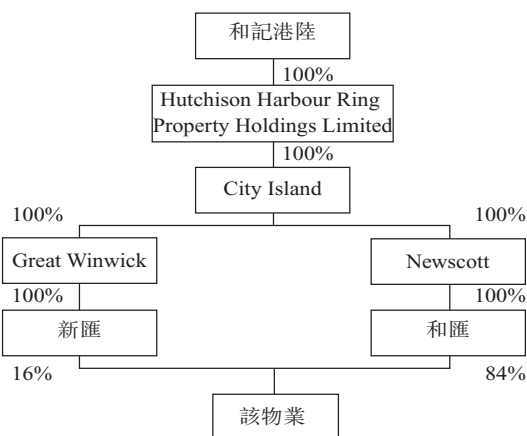 和記港陸
100%
Hutchison Harbour Ring
Property Holdings Limited
100%
City Island
100%
100%
Great Winwick
Newscott
100%
100%
新匯
和匯
16%
84%
該物業